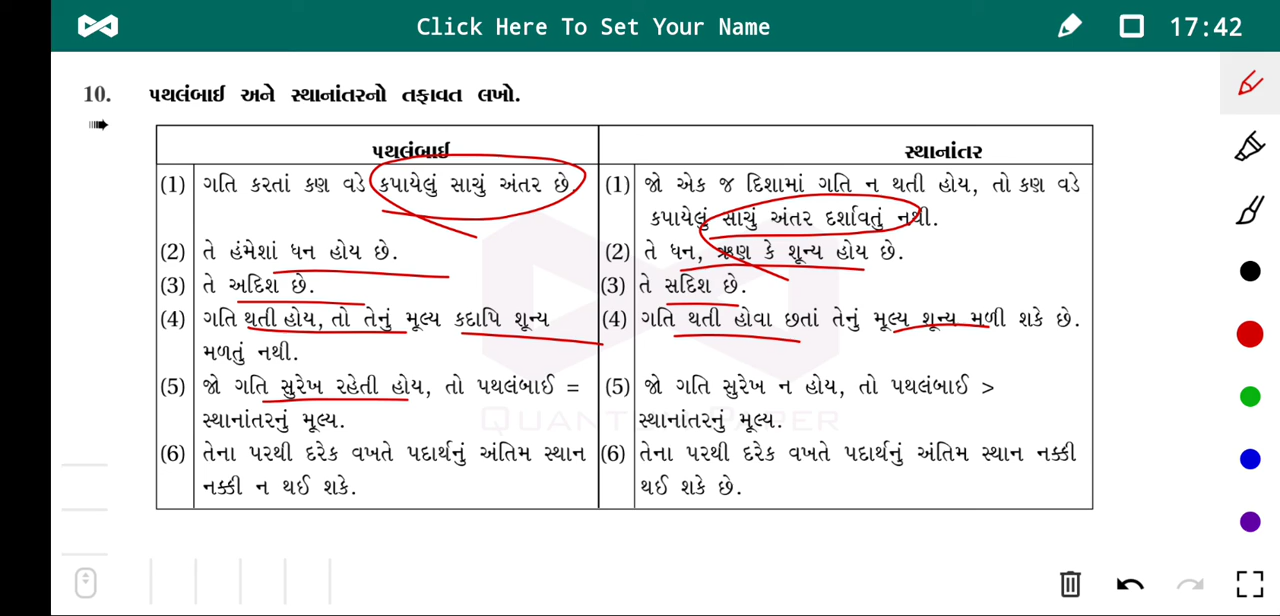 Click Here To Set Your Name
17:42
10. પથલંબાઈ અને સ્થાનાંતરનો તફાવત લખો.
પથલંબાઈ
(1) ગતિ કરતાં કણ વડે કપાયેલું સાચું અંતર છે.
(2) તે હંમેશાં ધન હોય છે.
(3) તે અદિશ છે.
(4) ગતિ થતી હોય, તો તેનું મૂલ્ય કદાપિ શૂન્ય
મળતું નથી.
(5) જો ગતિ સુરેખ રહેતી હોય, તો પથલંબાઈ =
સ્થાનાંતરનું મૂલ્ય.
(6) તેના પરથી દરેક વખતે પદાર્થનું અંતિમ સ્થાન
નક્કી ન થઈ શકે.
સ્થાનાંતર
(1) જો એક જ દિશામાં ગતિ ન થતી હોય, તો કણ વડે
કપાયેલું સાચું અંતર દર્શાવતું નથી.
(2) તે ધન, ઋણ કે શૂન્ય હોય છે.
(3) તે સદિશ છે.
(4) ગતિ થતી હોવા છતાં તેનું મૂલ્ય શૂન્ય મળી શકે છે.
(5) જો ગતિ સુરેખ ન હોય, તો પથલંબાઈ >
સ્થાનાંતરનું મૂલ્ય.
(6) તેના પરથી દરેક વખતે પદાર્થનું અંતિમ સ્થાન નક્કી
થઈ શકે છે.
QUANTUM PAPER